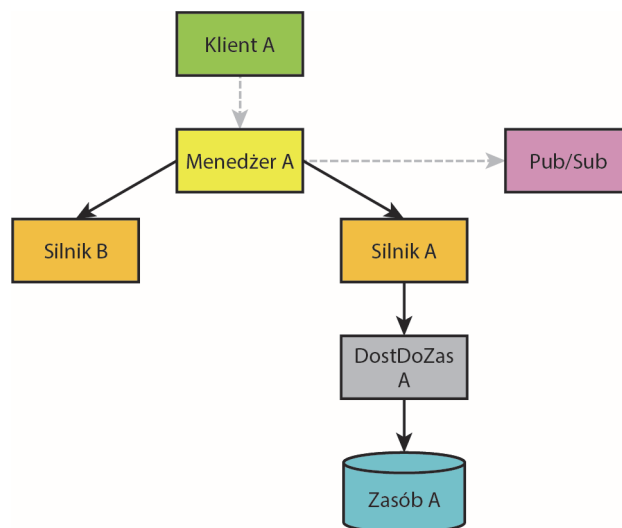 Klient A
Menedżer A
Pub/Sub
Silnik B
Silnik A
DostDoZas
A
Zasób A